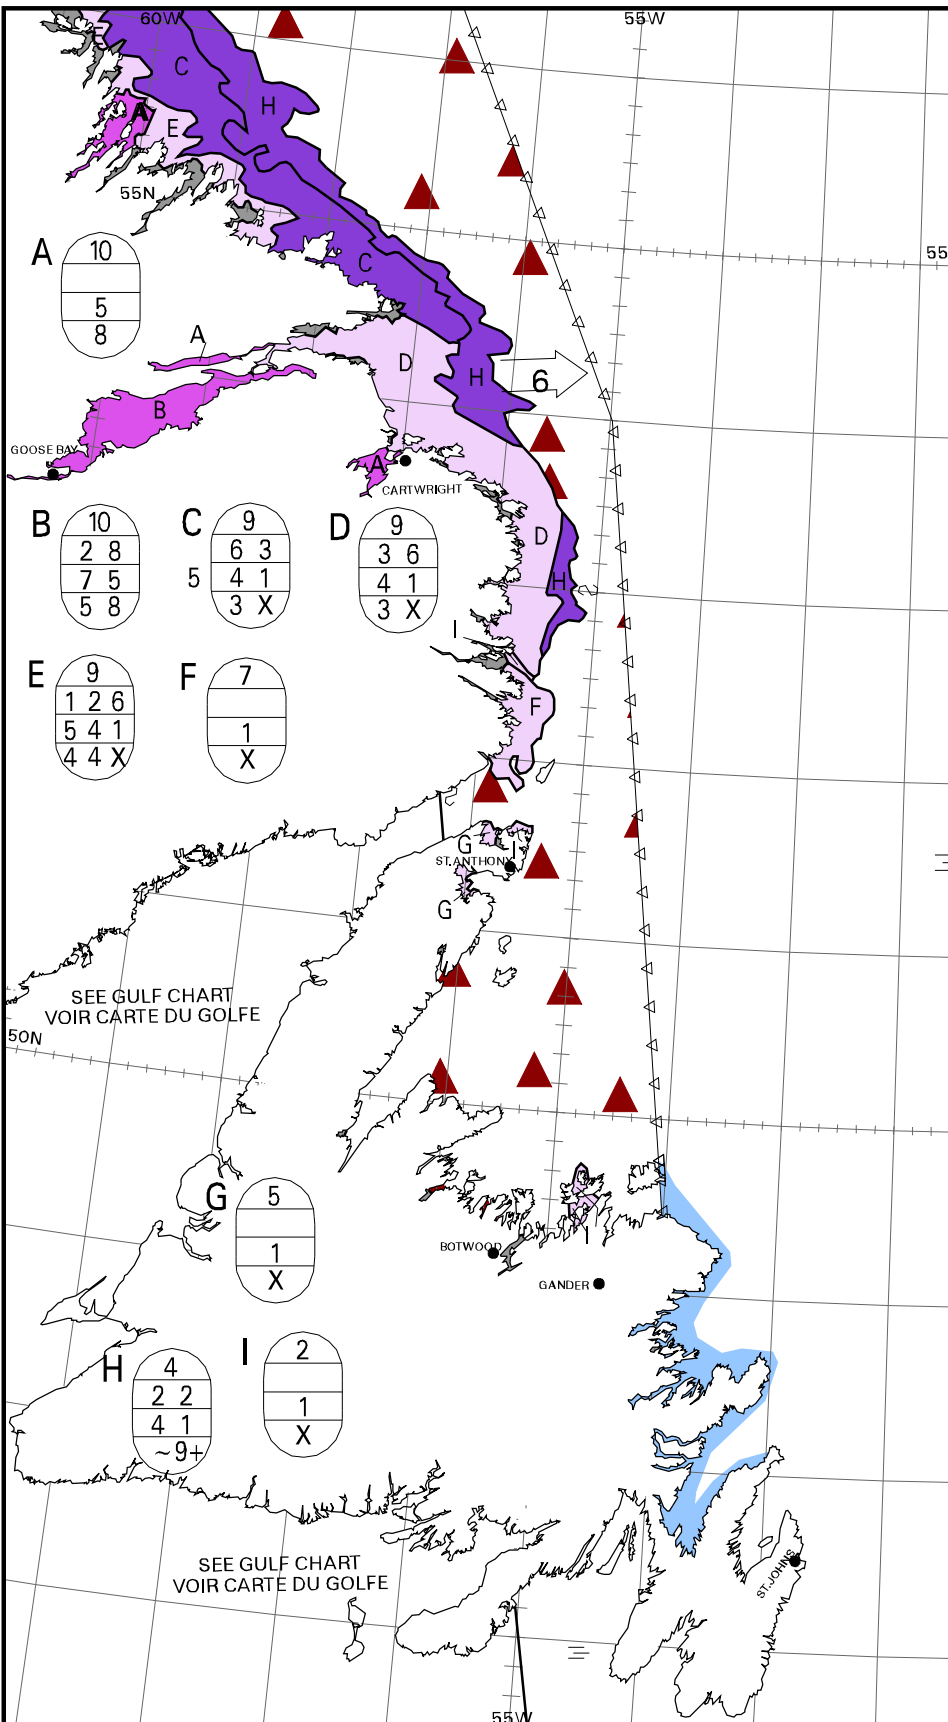 60W
55W
E
C
H
A
E
55N
C
55
A
10
5
8
A
D
H
6
B
GOOSE BAY
A
CARTWRIGHT
B
10
2 8
7 5
5 8
C
9
6 3
5 4 1
3 X
D
9
3 6
4 1
3 X
D
H
I
E
9
1 2 6
5 4 1
4 4 X
F
7
1
X
F
G
I
ST.ANTHONY
G
SEE GULF CHART
VOIR CARTE DU GOLFE
50N
G
5
1
X
I
BOTWOOD
GANDER
H
4
2 2
4 1
~9+
I
2
1
X
SEE GULF CHART
VOIR CARTE DU GOLFE
ST.JOHNS
55W